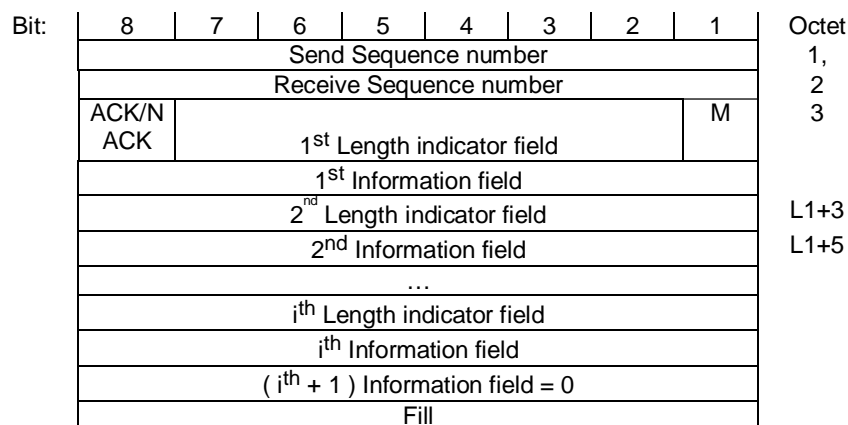 Bit: 8 7 6 5 4 3 2 1 Octet
Send Sequence number 1,
Receive Sequence number 2
ACK/N M 3
ACK 1st Length indicator field
1st Information field
2nd Length indicator field L1+3
2nd Information field L1+5
…
ith Length indicator field
ith Information field
( ith + 1 ) Information field = 0
Fill